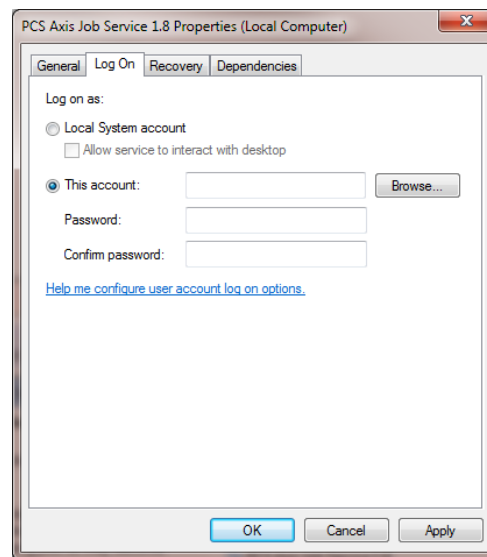 PCS Axis Job Service 1.8 Properties (Local Computer)
General Log On Recovery Dependencies
Log on as:
Local System account
Allow service to interact with desktop
This account: Browse...
Password:
Confirm password:
Help me configure user account log on options.
OK Cancel Apply